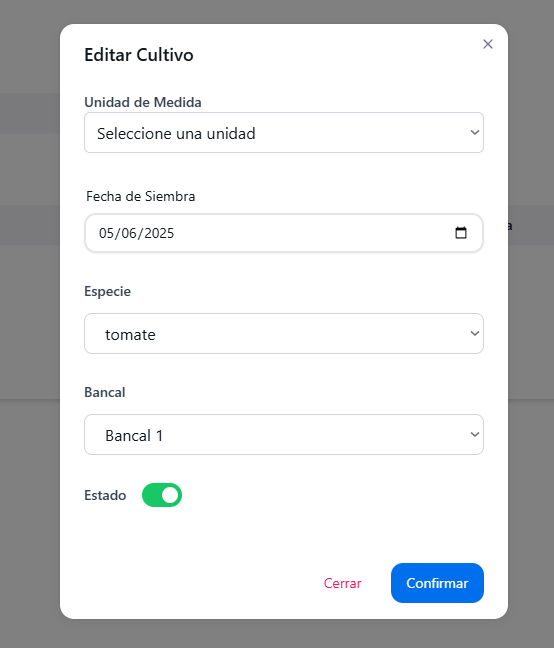 Editar Cultivo
Unidad de Medida
Seleccione una unidad
Fecha de Siembra
05/06/2025
Especie
tomate
Bancal
Bancal 1
Estado
Cerrar Confirmar